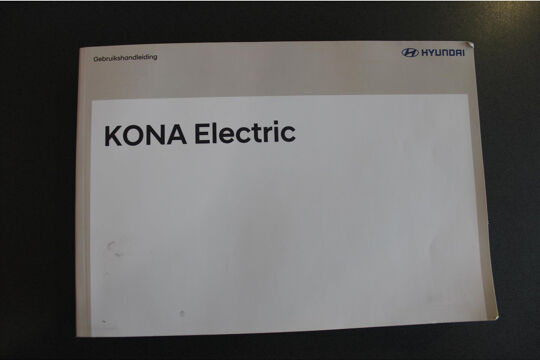 Gebruikshandleiding
HYUNDAI
KONA Electric